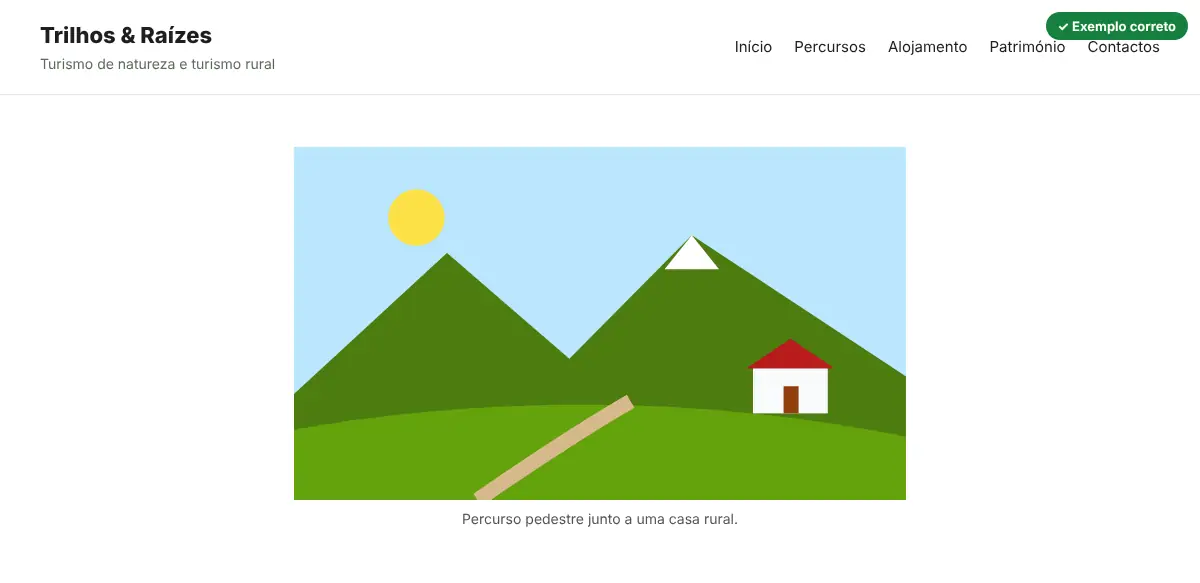 Trilhos & Raízes
Turismo de natureza e turismo rural
✓ Exemplo correto
Início Percursos Alojamento Património Contactos
Percurso pedestre junto a uma casa rural.